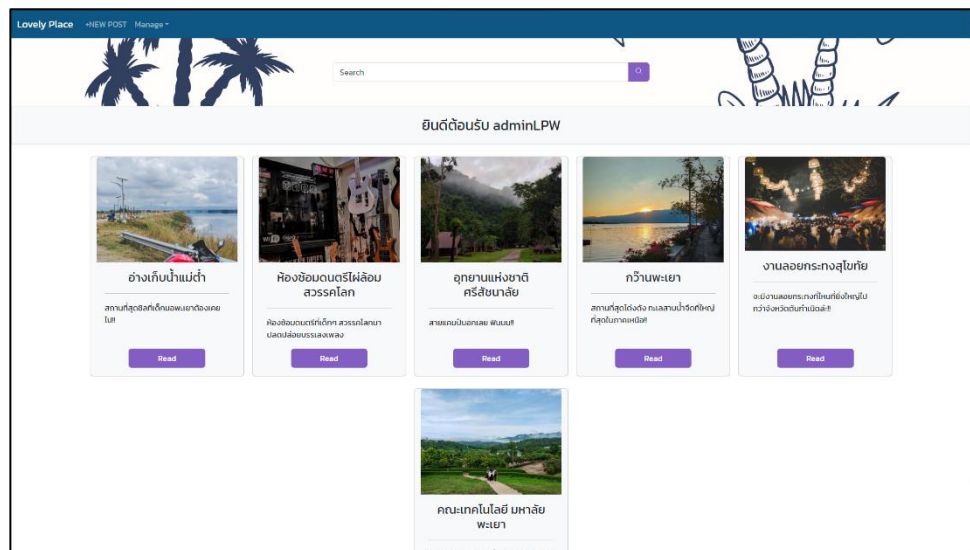 Lovely Place +NEW POST Manage
Search
ยินดีต้อนรับ adminLPW
อ่างเก็บน้ำแม่ต๋ำ
สถานที่สุดชิลที่เด็กมอพะเยาต้องเคย
ไป!!
Read
ห้องซ้อมดนตรีไผ่ล้อม
สวรรคโลก
ห้องซ้อมดนตรีที่เด็กๆ สวรรคโลกมา
ปลดปล่อยบรรเลงเพลง
Read
อุทยานแห่งชาติ
ศรีสัชนาลัย
สายแคมป์บอกเลย ฟินนน!!
Read
กว๊านพะเยา
สถานที่สุดโด่งดัง ทะเลสาบน้ำจืดที่ใหญ่
ที่สุดในภาคเหนือ!!
Read
งานลอยกระทงสุโขทัย
จะมีงานลอยกระทงที่ไหนที่ยิ่งใหญ่ไป
กว่าจังหวัดต้นกำเนิดล่ะ!!
Read
คณะเทคโนโลยี มหาลัย
พะเยา